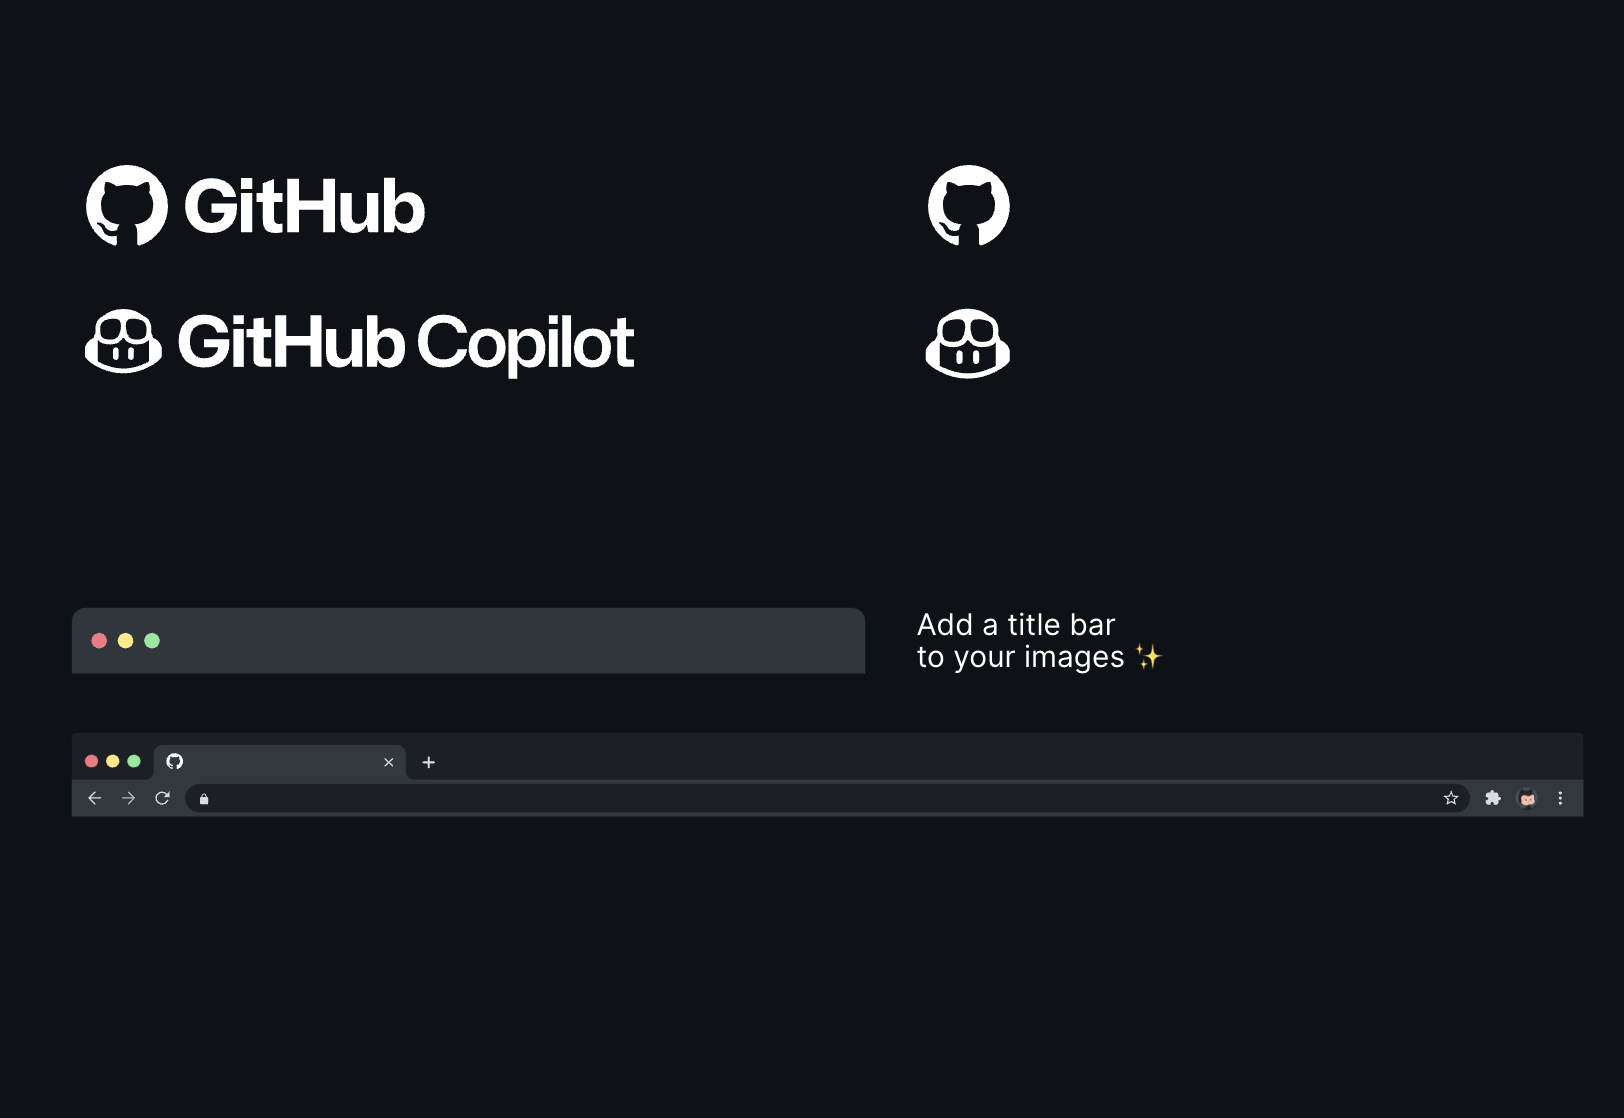 GitHub
GitHub Copilot
Add a title bar
to your images ✨